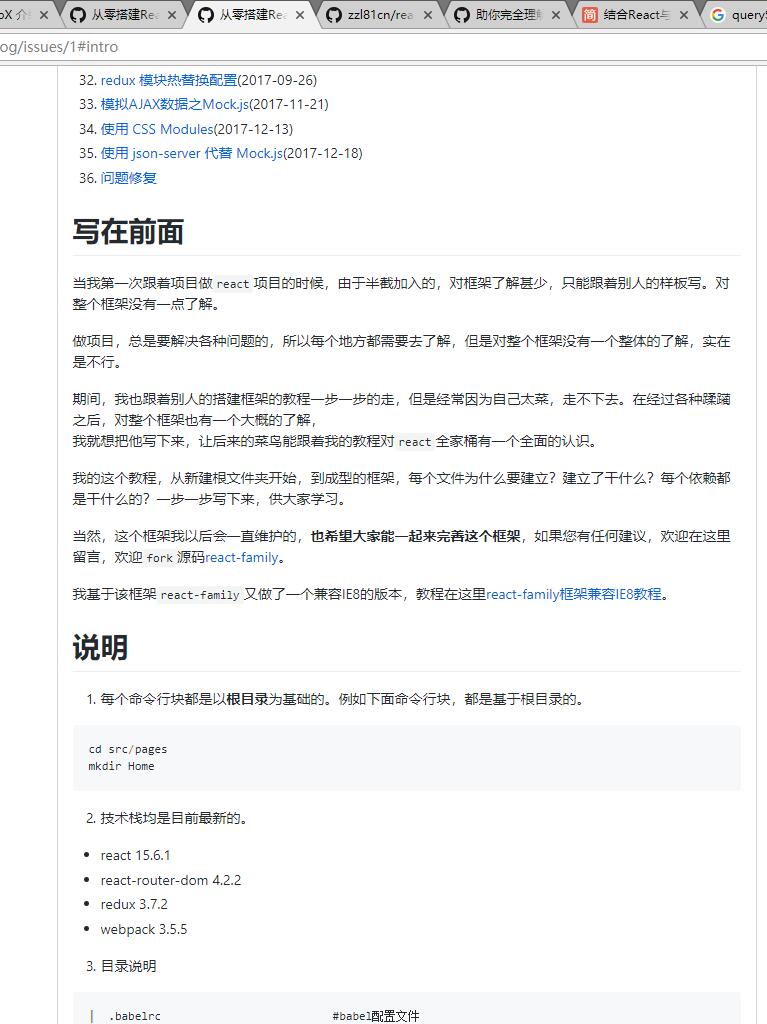 oX 介
从零搭建Rea
从零搭建Rea
zzl81cn/rea
助你完全理解
简 结合React与
query
og/issues/1#intro
32. redux 模块热替换配置(2017-09-26)
33. 模拟AJAX数据之Mock.js(2017-11-21)
34. 使用 CSS Modules(2017-12-13)
35. 使用 json-server 代替 Mock.js(2017-12-18)
36. 问题修复
写在前面
当我第一次跟着项目做 react 项目的时候，由于半截加入的，对框架了解甚少，只能跟着别人的样板写。对
整个框架没有一点了解。
做项目，总是要解决各种问题的，所以每个地方都需要去了解，但是对整个框架没有一个整体的了解，实在
是不行。
期间，我也跟着别人的搭建框架的教程一步一步的走，但是经常因为自己太菜，走不下去。在经过各种蹂躏
之后，对整个框架也有一个大概的了解，
我就想把他写下来，让后来的菜鸟能跟着我的教程对 react 全家桶有一个全面的认识。
我的这个教程，从新建根文件夹开始，到成型的框架，每个文件为什么要建立？建立了干什么？每个依赖都
是干什么的？一步一步写下来，供大家学习。
当然，这个框架我以后会一直维护的，也希望大家能一起来完善这个框架，如果您有任何建议，欢迎在这里
留言，欢迎 fork 源码react-family。
我基于该框架 react-family 又做了一个兼容IE8的版本，教程在这里react-family框架兼容IE8教程。
说明
1. 每个命令行块都是以根目录为基础的。例如下面命令行块，都是基于根目录的。
cd src/pages
mkdir Home
2. 技术栈均是目前最新的。
• react 15.6.1
• react-router-dom 4.2.2
• redux 3.7.2
• webpack 3.5.5
3. 目录说明
| .babelrc #babel配置文件